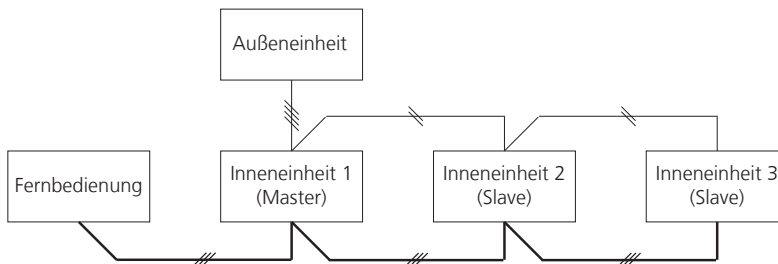 Außeneinheit
Fernbedienung
Inneneinheit 1
(Master)
Inneneinheit 2
(Slave)
Inneneinheit 3
(Slave)